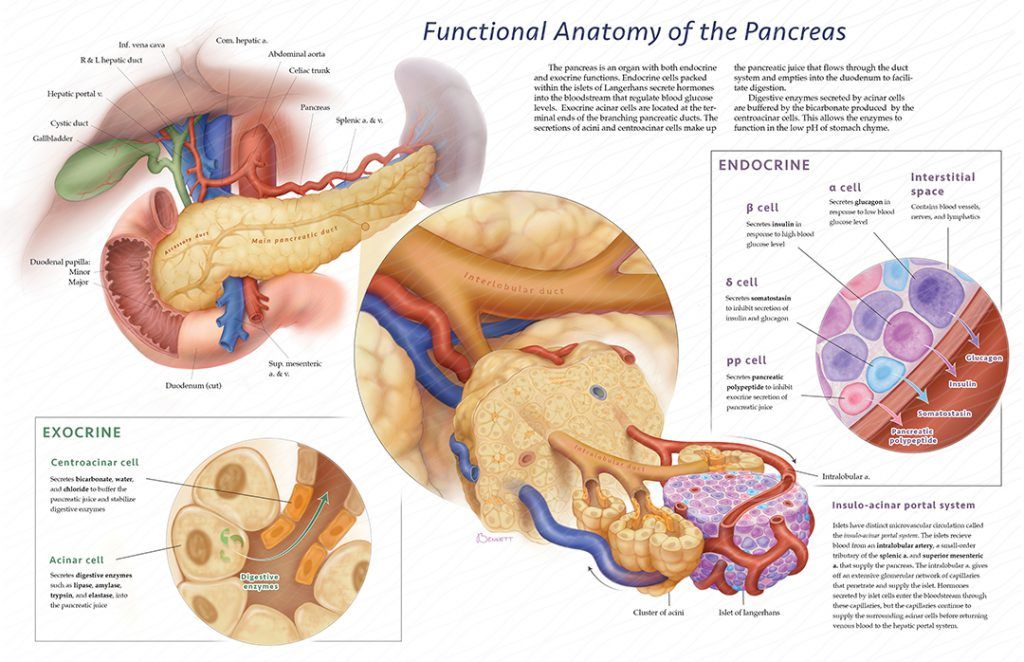 Functional Anatomy of the Pancreas
The pancreas is an organ with both endocrine
and exocrine functions. Endocrine cells packed
within the islets of Langerhans secrete hormones
into the bloodstream that regulate blood glucose
levels.  Exocrine acinar cells are located at the ter-
minal ends of the branching pancreatic ducts. The
secretions of acini and centroacinar cells make up
the pancreatic juice that flows through the duct
system and empties into the duodenum to facili-
tate digestion.
Digestive enzymes secreted by acinar cells
are buffered by the bicarbonate produced  by the
centroacinar cells. This allows the enzymes to
function in the low pH of stomach chyme.
Com. hepatic a.
Inf. vena cava
Abdominal aorta
R & L hepatic duct
Celiac trunk
Hepatic portal v.
Pancreas
Splenic a. & v.
Cystic duct
Gallbladder
Accessory duct
Main pancreatic duct
Duodenal papilla:
Minor
Major
Sup. mesenteric
a. & v.
Duodenum (cut)
Interlobular duct
Intralobular duct
BENNETT
Cluster of acini
Islet of langerhans
Intralobular a.
ENDOCRINE
Interstitial
space
Contains blood vessels,
nerves, and lymphatics
α cell
Secretes glucagon in
response to low blood
glucose level
β cell
Secretes insulin in
response to high blood
glucose level
δ cell
Secretes somatostasin
to inhibit secretion of
insulin and glucagon
pp cell
Secretes pancreatic
polypeptide to inhibit
exocrine secretion of
pancreatic juice
Glucagon
Insulin
Somatostasin
Pancreatic
polypeptide
EXOCRINE
Centroacinar cell
Secretes bicarbonate, water,
and chloride to buffer the
pancreatic juice and stabilize
digestive enzymes
Acinar cell
Secretes digestive enzymes
such as lipase, amylase,
trypsin, and elastase, into
the pancreatic juice
Digestive
enzymes
Insulo-acinar portal system
Islets have distinct microvascular circulation called
the insulo-acinar portal system. The islets recieve
blood from an intralobular artery, a small-order
tributary of the splenic a. and superior mesenteric
a. that supply the pancreas. The intralobular a. gives
off an extensive glomerular network of capillaries
that penetrate and supply the islet. Hormones
secreted by islet cells enter the bloodstream through
these capillaries, but the capillaries continue to
supply the surrounding acinar cells before returning
venous blood to the hepatic portal system.